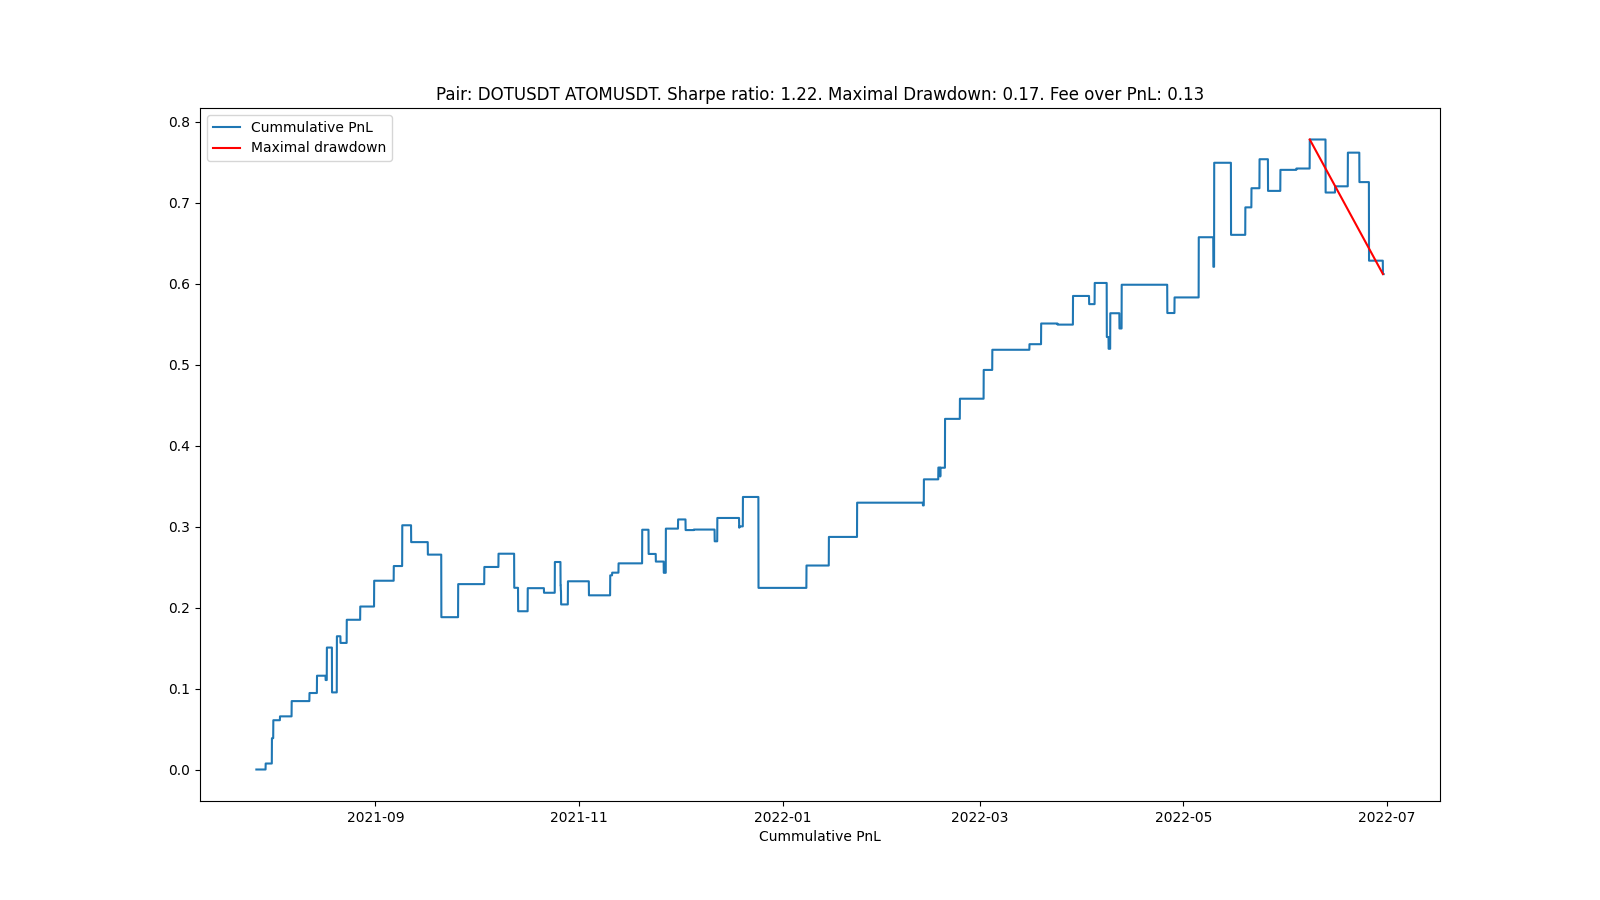 Pair: DOTUSDT ATOMUSDT. Sharpe ratio: 1.22. Maximal Drawdown: 0.17. Fee over PnL: 0.13
Cummulative PnL
Maximal drawdown
0.8
0.7
0.6
0.5
0.4
0.3
0.2
0.1
0.0
2021-09 2021-11 2022-01 2022-03 2022-05 2022-07
Cummulative PnL